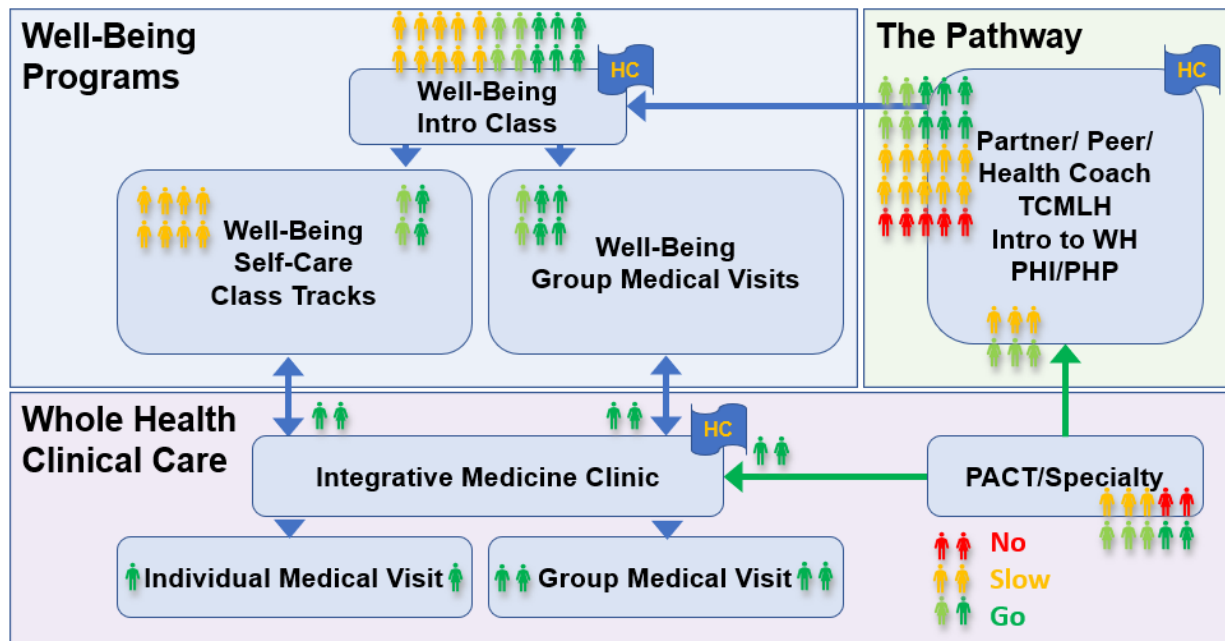 Well-Being
Programs
HC
Well-Being
Intro Class
Well-Being
Self-Care
Class Tracks
Well-Being
Group Medical Visits
The Pathway
HC
Partner/ Peer/
Health Coach
TCMLH
Intro to WH
PHI/PHP
Whole Health
Clinical Care
HC
Integrative Medicine Clinic
PACT/Specialty
Individual Medical Visit
Group Medical Visit
No
Slow
Go